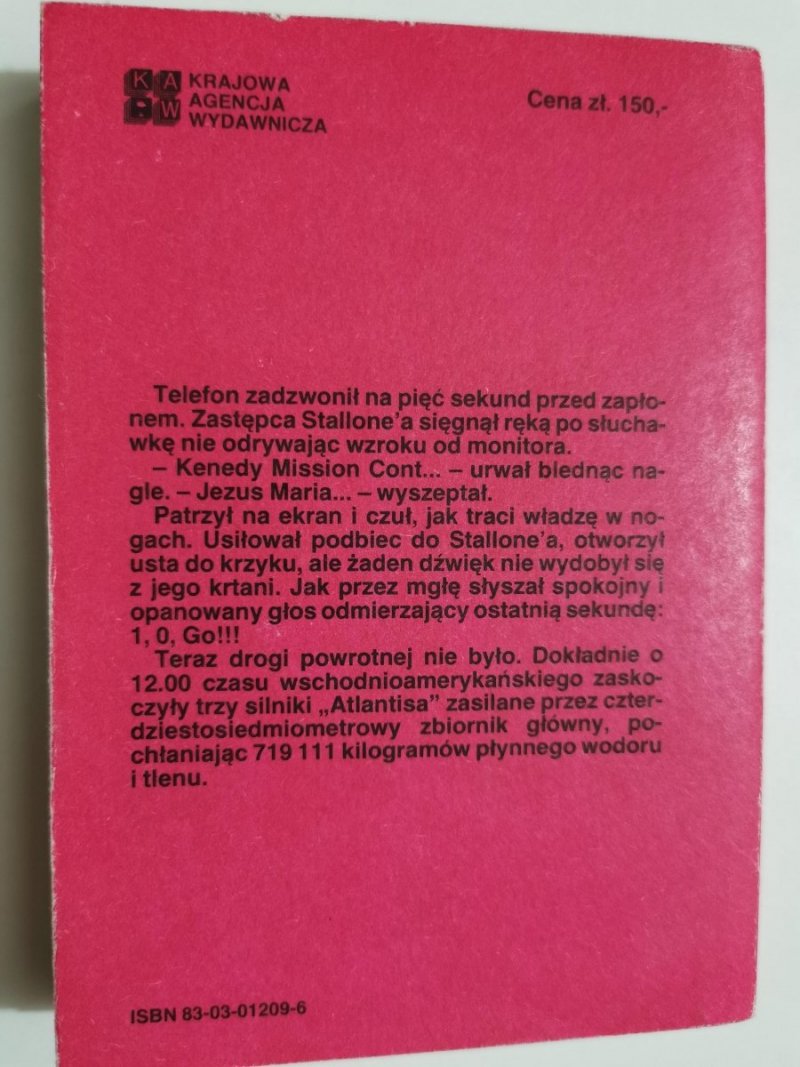 K A
W
KRAJOWA
AGENCJA
WYDAWNICZA
Cena zł. 150,-
Telefon zadzwonił na pięć sekund przed zapło-
nem. Zastępca Stallone'a sięgnął ręką po słucha-
wkę nie odrywając wzroku od monitora.
– Kenedy Mission Cont... – urwał blednąc na-
gle. – Jezus Maria... – wyszeptał.
Patrzył na ekran i czuł, jak traci władzę w no-
gach. Usiłował podbiec do Stallone'a, otworzył
usta do krzyku, ale żaden dźwięk nie wydobył się
z jego krtani. Jak przez mgłę słyszał spokojny i
opanowany głos odmierzający ostatnią sekundę:
1, 0, Go!!!
Teraz drogi powrotnej nie było. Dokładnie o
12.00 czasu wschodnioamerykańskiego zasko-
czyły trzy silniki „Atlantisa” zasilane przez czter-
dziestosiedmiometrowy zbiornik główny, po-
chłaniając 719 111 kilogramów płynnego wodoru
i tlenu.
ISBN 83-03-01209-6